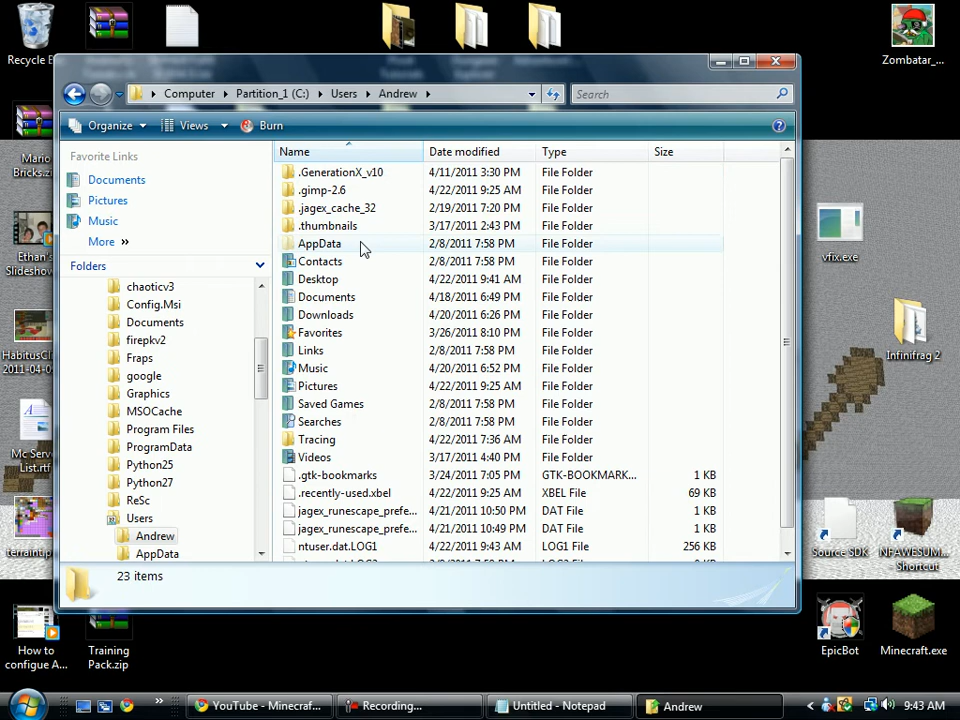 Recycle B
Zombatar_...
Computer
Partition_1 (C:)
Users
Andrew
Search
Organize
Views
Burn
Favorite Links
Documents
Pictures
Music
More »
Folders
chaoticv3
Config.Msi
Documents
firepkv2
Fraps
google
Graphics
MSOCache
Program Files
ProgramData
Python25
Python27
ReSc
Users
Andrew
AppData
Name Date modified Type Size
.GenerationX_v10 4/11/2011 3:30 PM File Folder
.gimp-2.6 4/22/2011 9:25 AM File Folder
.jagex_cache_32 2/19/2011 7:20 PM File Folder
.thumbnails 3/17/2011 2:43 PM File Folder
AppData 2/8/2011 7:58 PM File Folder
Contacts 2/8/2011 7:58 PM File Folder
Desktop 4/22/2011 9:41 AM File Folder
Documents 4/18/2011 6:49 PM File Folder
Downloads 4/20/2011 6:26 PM File Folder
Favorites 3/26/2011 8:10 PM File Folder
Links 2/8/2011 7:58 PM File Folder
Music 4/20/2011 6:52 PM File Folder
Pictures 4/22/2011 9:25 AM File Folder
Saved Games 2/8/2011 7:58 PM File Folder
Searches 2/8/2011 7:58 PM File Folder
Tracing 4/22/2011 7:36 AM File Folder
Videos 3/17/2011 4:40 PM File Folder
.gtk-bookmarks 3/24/2011 7:05 PM GTK-BOOKMARK... 1 KB
.recently-used.xbel 4/22/2011 9:25 AM XBEL File 69 KB
jagex_runescape_prefe... 4/21/2011 10:50 PM DAT File 1 KB
jagex_runescape_prefe... 4/21/2011 10:49 PM DAT File 1 KB
ntuser.dat.LOG1 4/22/2011 9:43 AM LOG1 File 256 KB
23 items
Mario
Bricks.zi
Ethan's
Slidesho
HabitusCl
2011-04-0
Mc Serv
List.rtf
terraintip
How to
configue A...
Training
Pack.zip
vfix.exe
Infinifrag 2
Source SDK
NFAWESUM...
- Shortcut
EpicBot
Minecraft.exe
YouTube - Minecraf...
Recording...
Untitled - Notepad
Andrew
9:43 AM